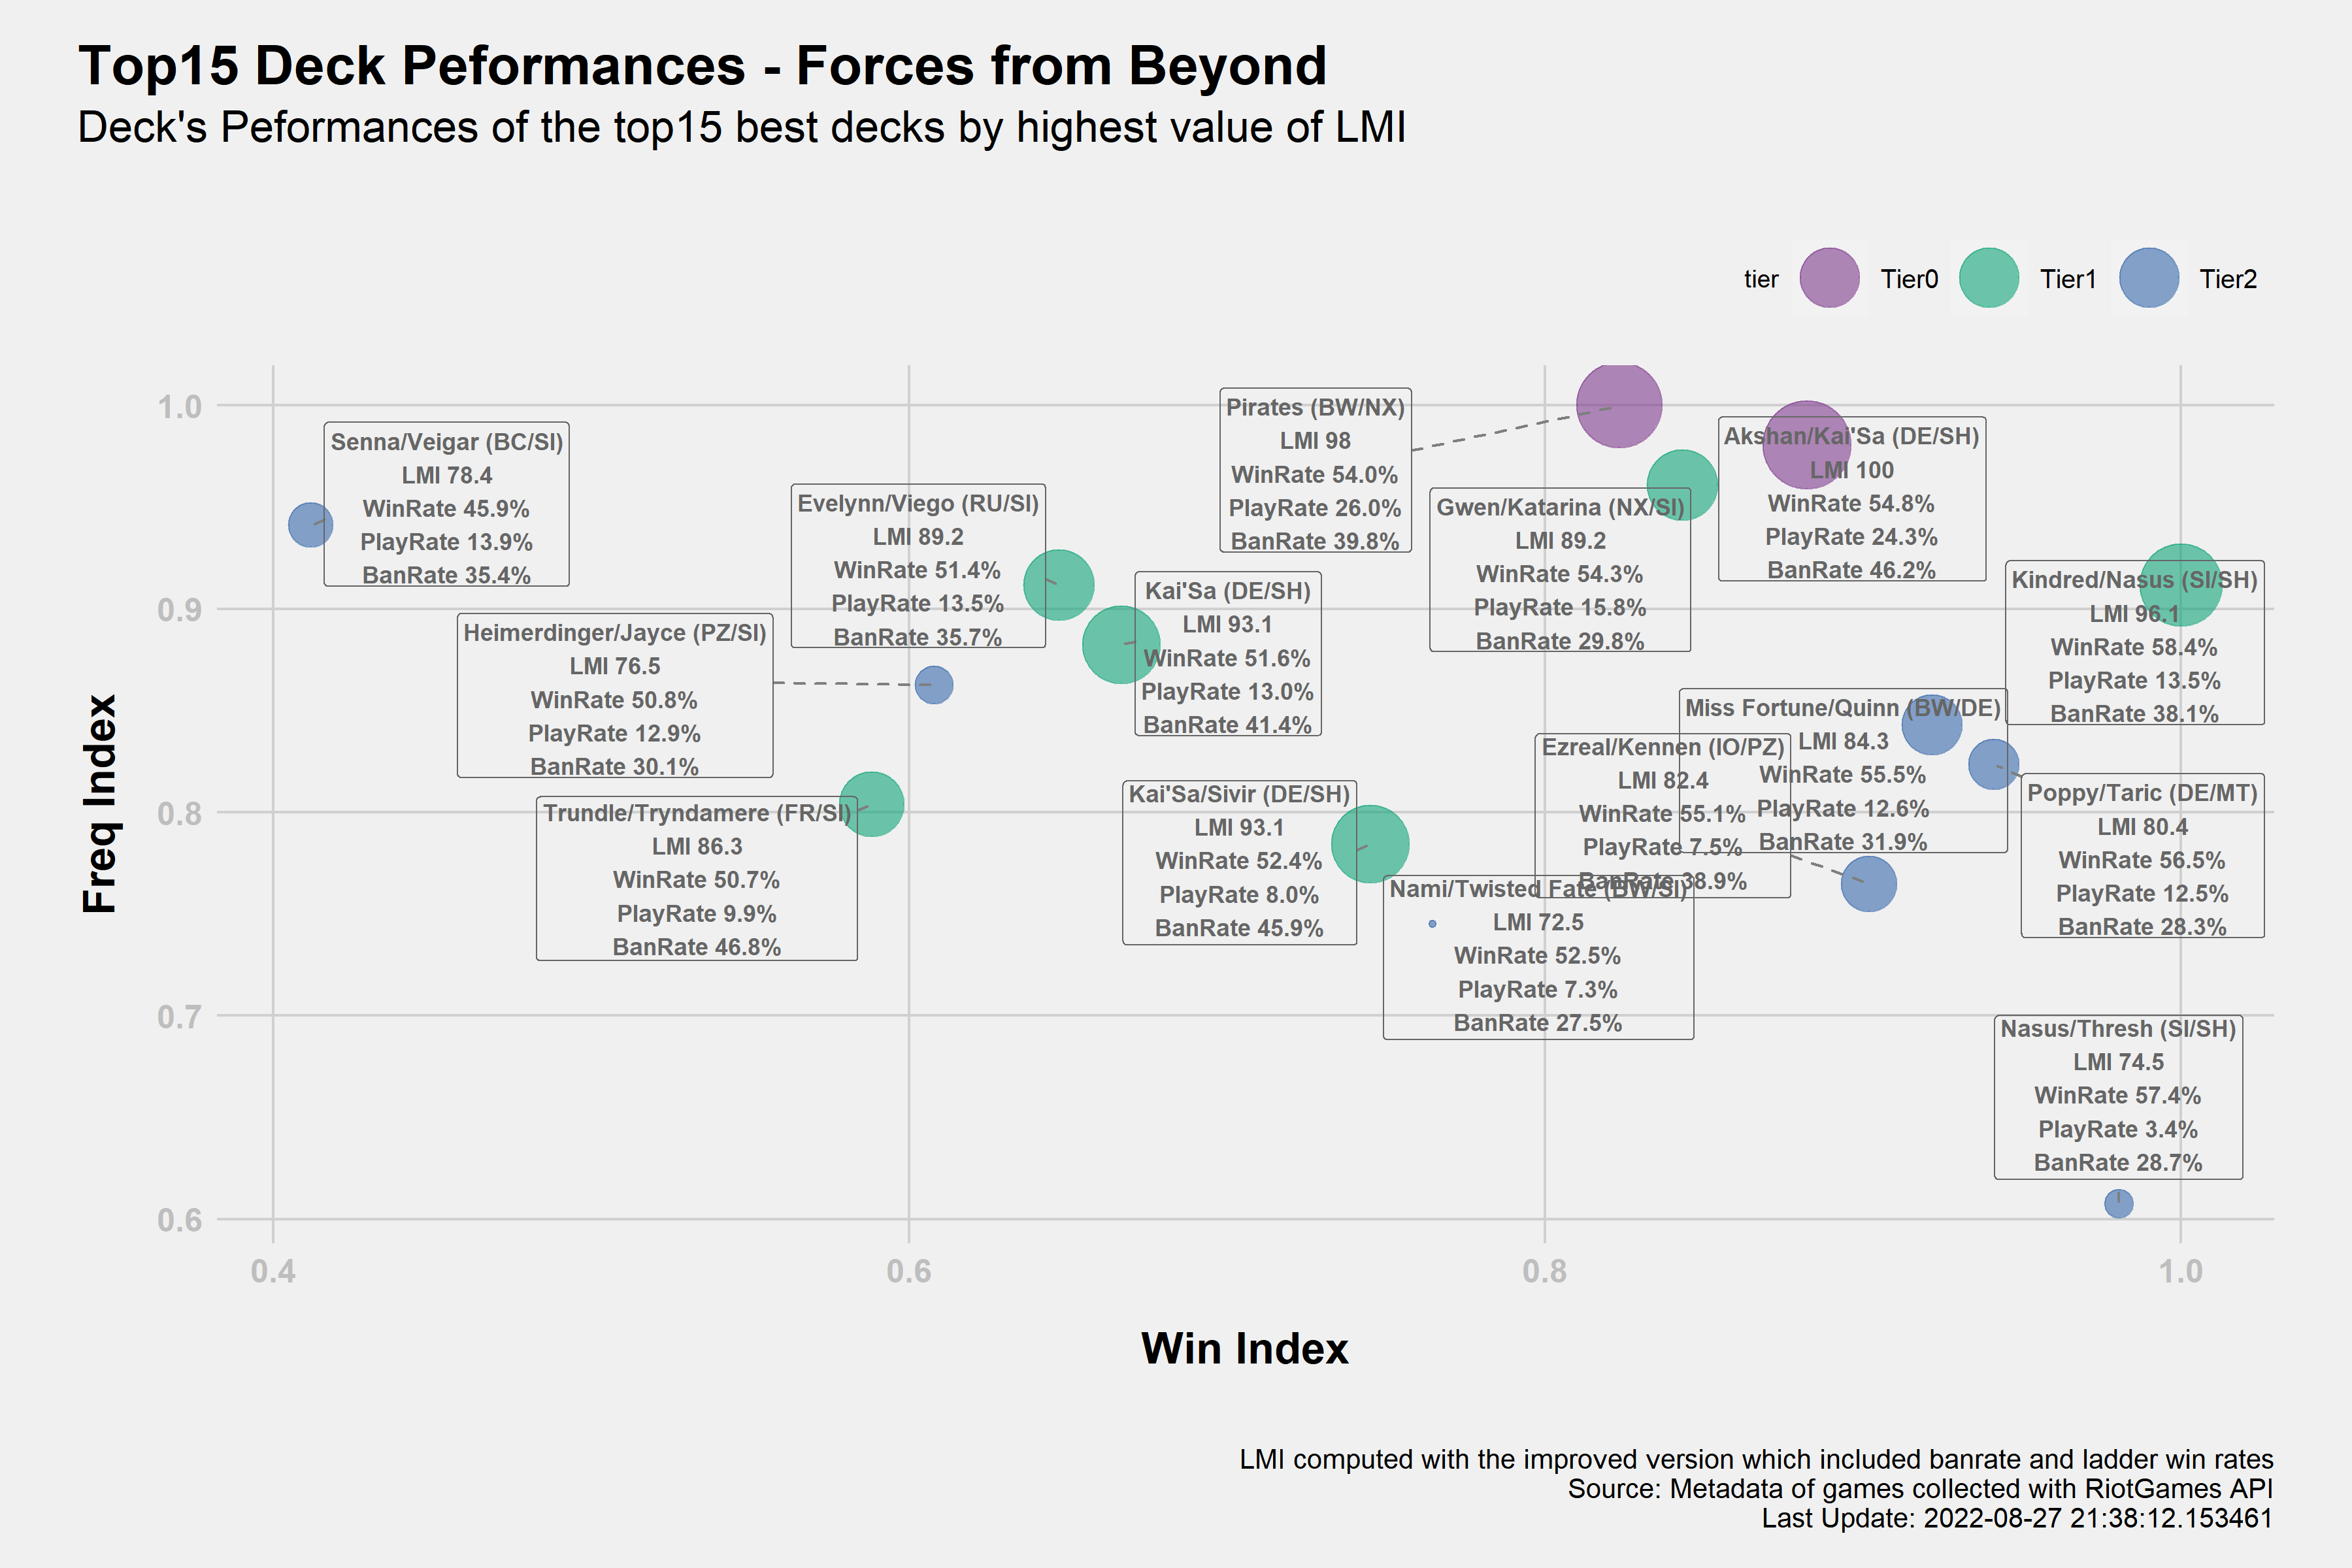 Top15 Deck Peformances - Forces from Beyond
Deck's Peformances of the top15 best decks by highest value of LMI
tier Tier0 Tier1 Tier2
Freq Index
1.0
0.9
0.8
0.7
0.6
Senna/Veigar (BC/SI)
LMI 78.4
WinRate 45.9%
PlayRate 13.9%
BanRate 35.4%
Evelynn/Viego (RU/SI)
LMI 89.2
WinRate 51.4%
PlayRate 13.5%
BanRate 35.7%
Heimerdinger/Jayce (PZ/SI)
LMI 76.5
WinRate 50.8%
PlayRate 12.9%
BanRate 30.1%
Trundle/Tryndamere (FR/SI)
LMI 86.3
WinRate 50.7%
PlayRate 9.9%
BanRate 46.8%
Kai'Sa (DE/SH)
LMI 93.1
WinRate 51.6%
PlayRate 13.0%
BanRate 41.4%
Pirates (BW/NX)
LMI 98
WinRate 54.0%
PlayRate 26.0%
BanRate 39.8%
Gwen/Katarina (NX/SI)
LMI 89.2
WinRate 54.3%
PlayRate 15.8%
BanRate 29.8%
Akshan/Kai'Sa (DE/SH)
LMI 100
WinRate 54.8%
PlayRate 24.3%
BanRate 46.2%
Kindred/Nasus (SI/SH)
LMI 96.1
WinRate 58.4%
PlayRate 13.5%
BanRate 38.1%
Miss Fortune/Quinn (BW/DE)
LMI 84.3
WinRate 55.5%
PlayRate 12.6%
BanRate 31.9%
Ezreal/Kennen (IO/PZ)
LMI 82.4
WinRate 55.1%
PlayRate 7.5%
BanRate 38.9%
Kai'Sa/Sivir (DE/SH)
LMI 93.1
WinRate 52.4%
PlayRate 8.0%
BanRate 45.9%
Nami/Twisted Fate (BW/SI)
LMI 72.5
WinRate 52.5%
PlayRate 7.3%
BanRate 27.5%
Poppy/Taric (DE/MT)
LMI 80.4
WinRate 56.5%
PlayRate 12.5%
BanRate 28.3%
Nasus/Thresh (SI/SH)
LMI 74.5
WinRate 57.4%
PlayRate 3.4%
BanRate 28.7%
0.4 0.6 0.8 1.0
Win Index
LMI computed with the improved version which included banrate and ladder win rates
Source: Metadata of games collected with RiotGames API
Last Update: 2022-08-27 21:38:12.153461